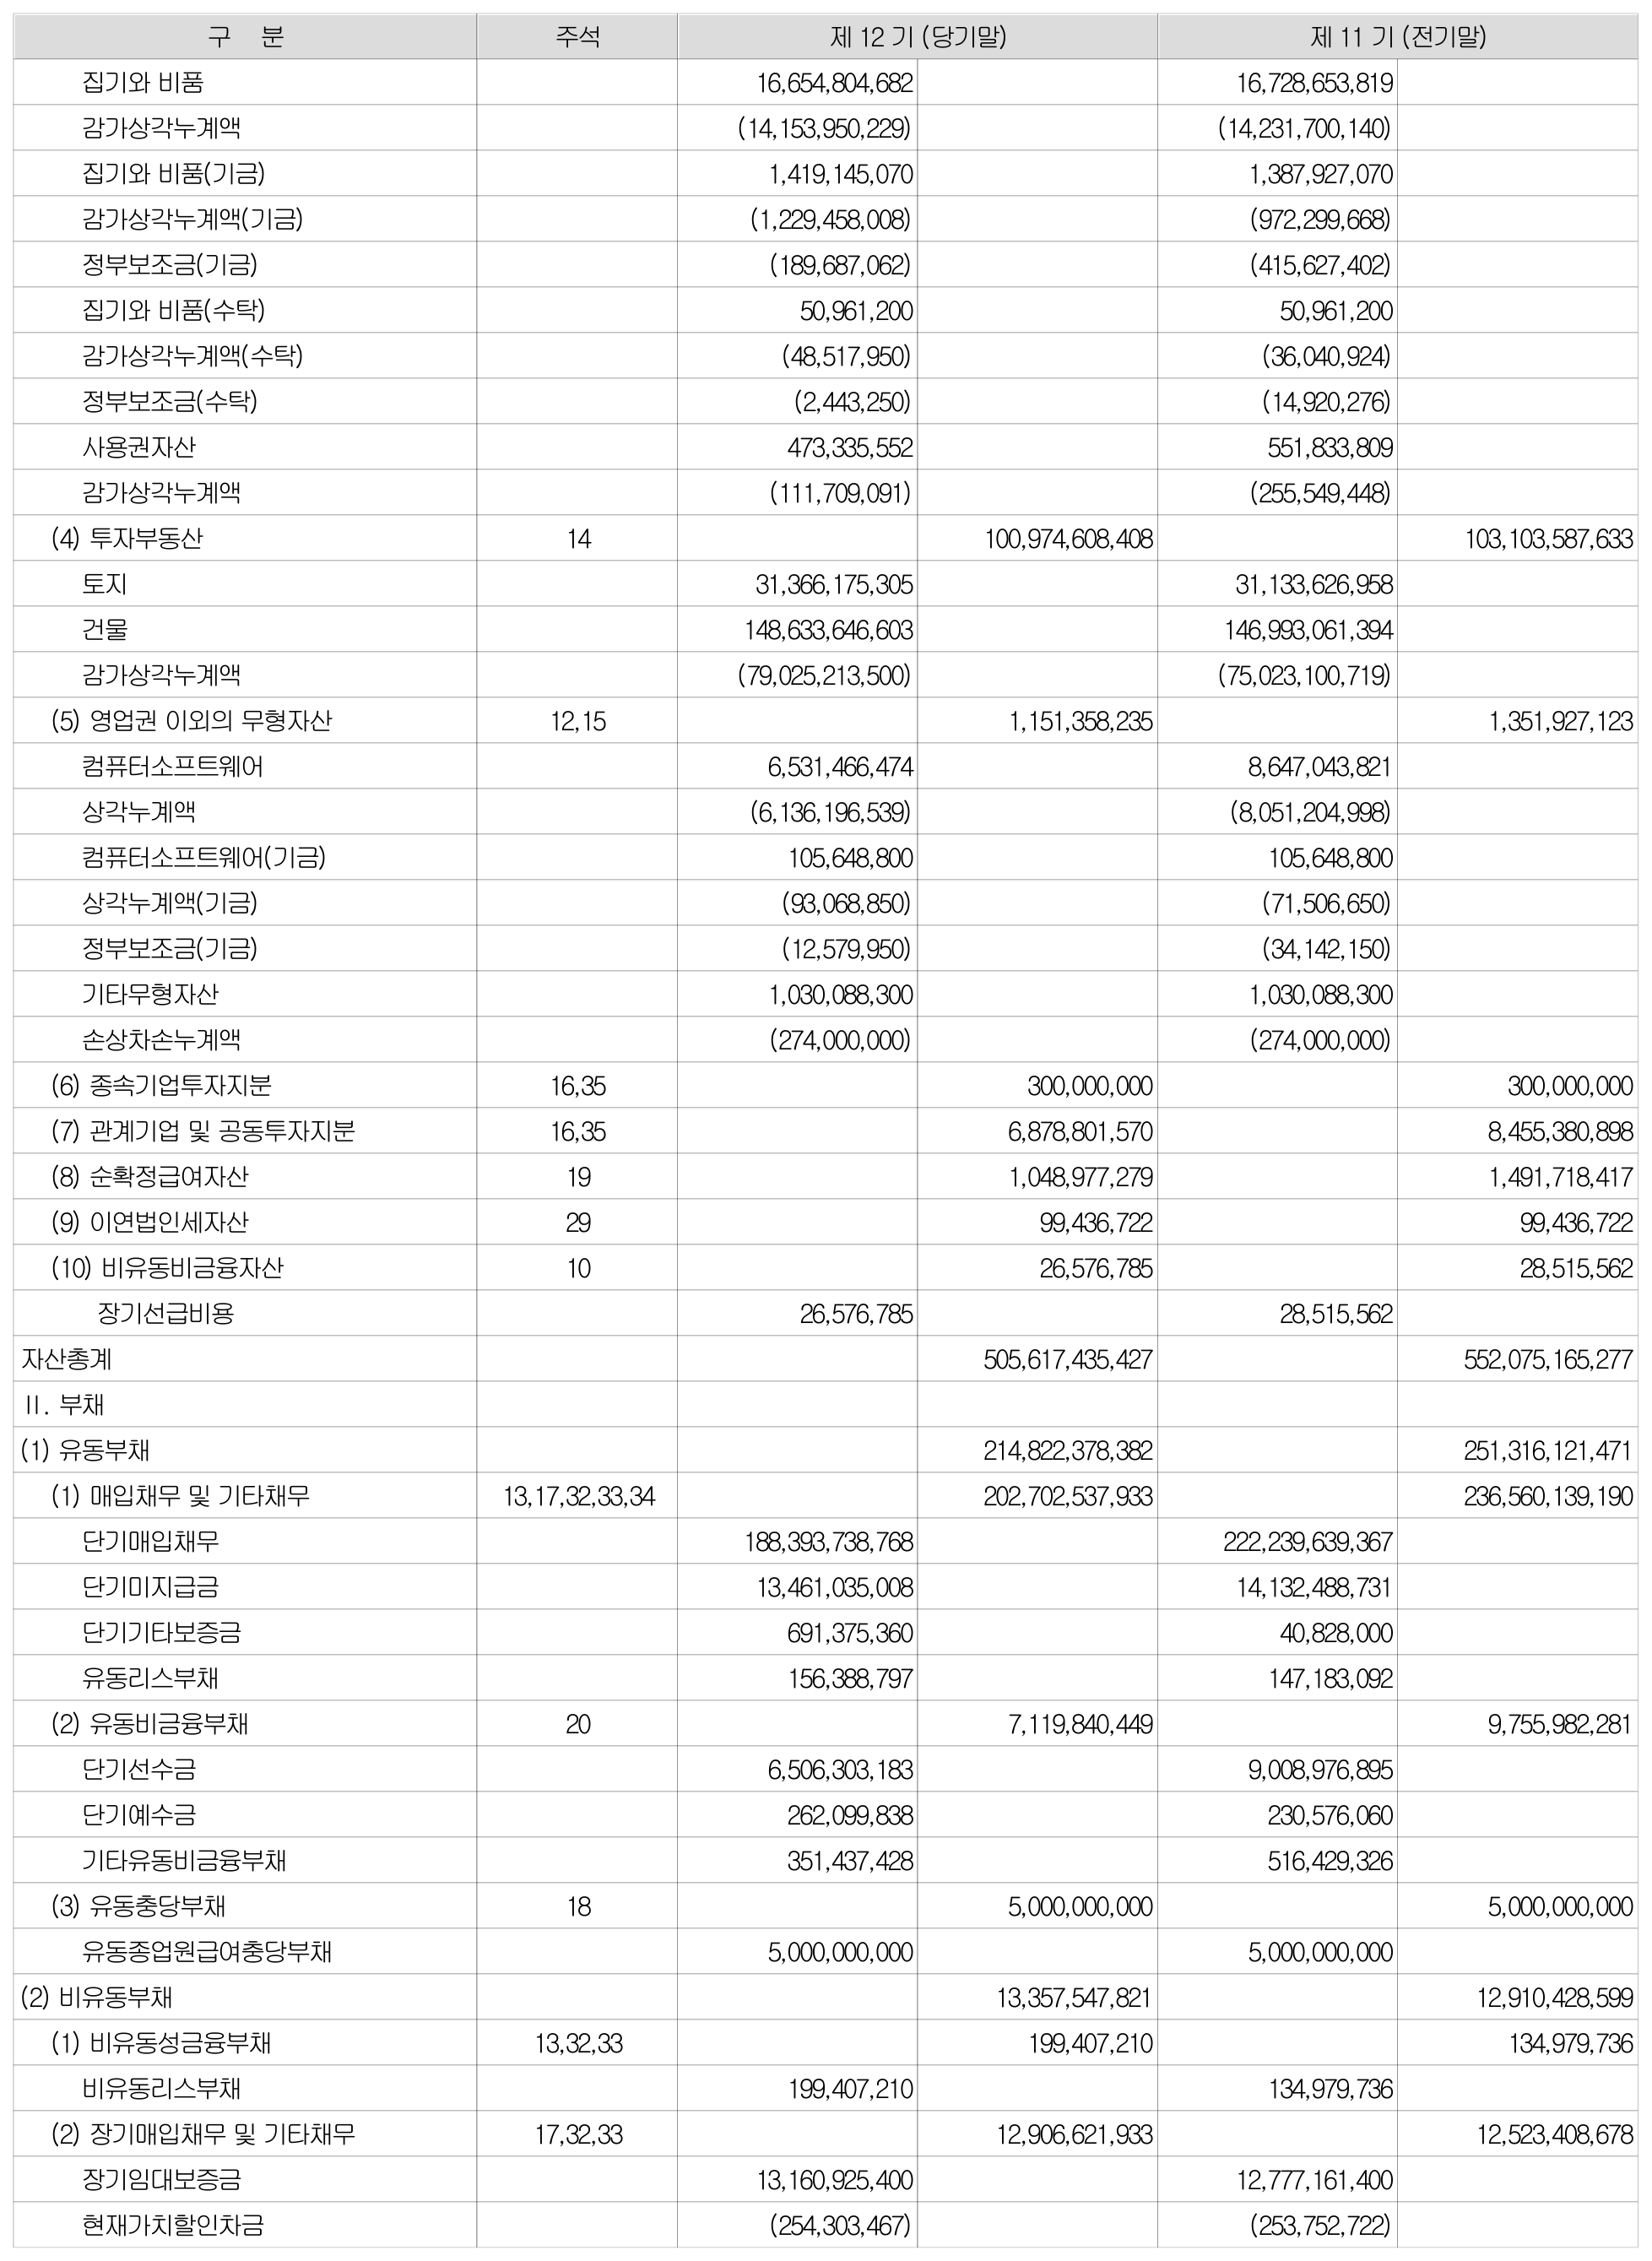 구 분 주석 제 12 기 (당기말) 제 11 기 (전기말)
집기와 비품 16,654,804,682 16,728,653,819
감가상각누계액 (14,153,950,229) (14,231,700,140)
집기와 비품(기금) 1,419,145,070 1,387,927,070
감가상각누계액(기금) (1,229,458,008) (972,299,668)
정부보조금(기금) (189,687,062) (415,627,402)
집기와 비품(수탁) 50,961,200 50,961,200
감가상각누계액(수탁) (48,517,950) (36,040,924)
정부보조금(수탁) (2,443,250) (14,920,276)
사용권자산 473,335,552 551,833,809
감가상각누계액 (111,709,091) (255,549,448)
(4) 투자부동산 14 100,974,608,408 103,103,587,633
토지 31,366,175,305 31,133,626,958
건물 148,633,646,603 146,993,061,394
감가상각누계액 (79,025,213,500) (75,023,100,719)
(5) 영업권 이외의 무형자산 12,15 1,151,358,235 1,351,927,123
컴퓨터소프트웨어 6,531,466,474 8,647,043,821
상각누계액 (6,136,196,539) (8,051,204,998)
컴퓨터소프트웨어(기금) 105,648,800 105,648,800
상각누계액(기금) (93,068,850) (71,506,650)
정부보조금(기금) (12,579,950) (34,142,150)
기타무형자산 1,030,088,300 1,030,088,300
손상차손누계액 (274,000,000) (274,000,000)
(6) 종속기업투자지분 16,35 300,000,000 300,000,000
(7) 관계기업 및 공동투자지분 16,35 6,878,801,570 8,455,380,898
(8) 순확정급여자산 19 1,048,977,279 1,491,718,417
(9) 이연법인세자산 29 99,436,722 99,436,722
(10) 비유동비금융자산 10 26,576,785 28,515,562
장기선급비용 26,576,785 28,515,562
자산총계 505,617,435,427 552,075,165,277
Ⅱ. 부채
(1) 유동부채 214,822,378,382 251,316,121,471
(1) 매입채무 및 기타채무 13,17,32,33,34 202,702,537,933 236,560,139,190
단기매입채무 188,393,738,768 222,239,639,367
단기미지급금 13,461,035,008 14,132,488,731
단기기타보증금 691,375,360 40,828,000
유동리스부채 156,388,797 147,183,092
(2) 유동비금융부채 20 7,119,840,449 9,755,982,281
단기선수금 6,506,303,183 9,008,976,895
단기예수금 262,099,838 230,576,060
기타유동비금융부채 351,437,428 516,429,326
(3) 유동충당부채 18 5,000,000,000 5,000,000,000
유동종업원급여충당부채 5,000,000,000 5,000,000,000
(2) 비유동부채 13,357,547,821 12,910,428,599
(1) 비유동성금융부채 13,32,33 199,407,210 134,979,736
비유동리스부채 199,407,210 134,979,736
(2) 장기매입채무 및 기타채무 17,32,33 12,906,621,933 12,523,408,678
장기임대보증금 13,160,925,400 12,777,161,400
현재가치할인차금 (254,303,467) (253,752,722)